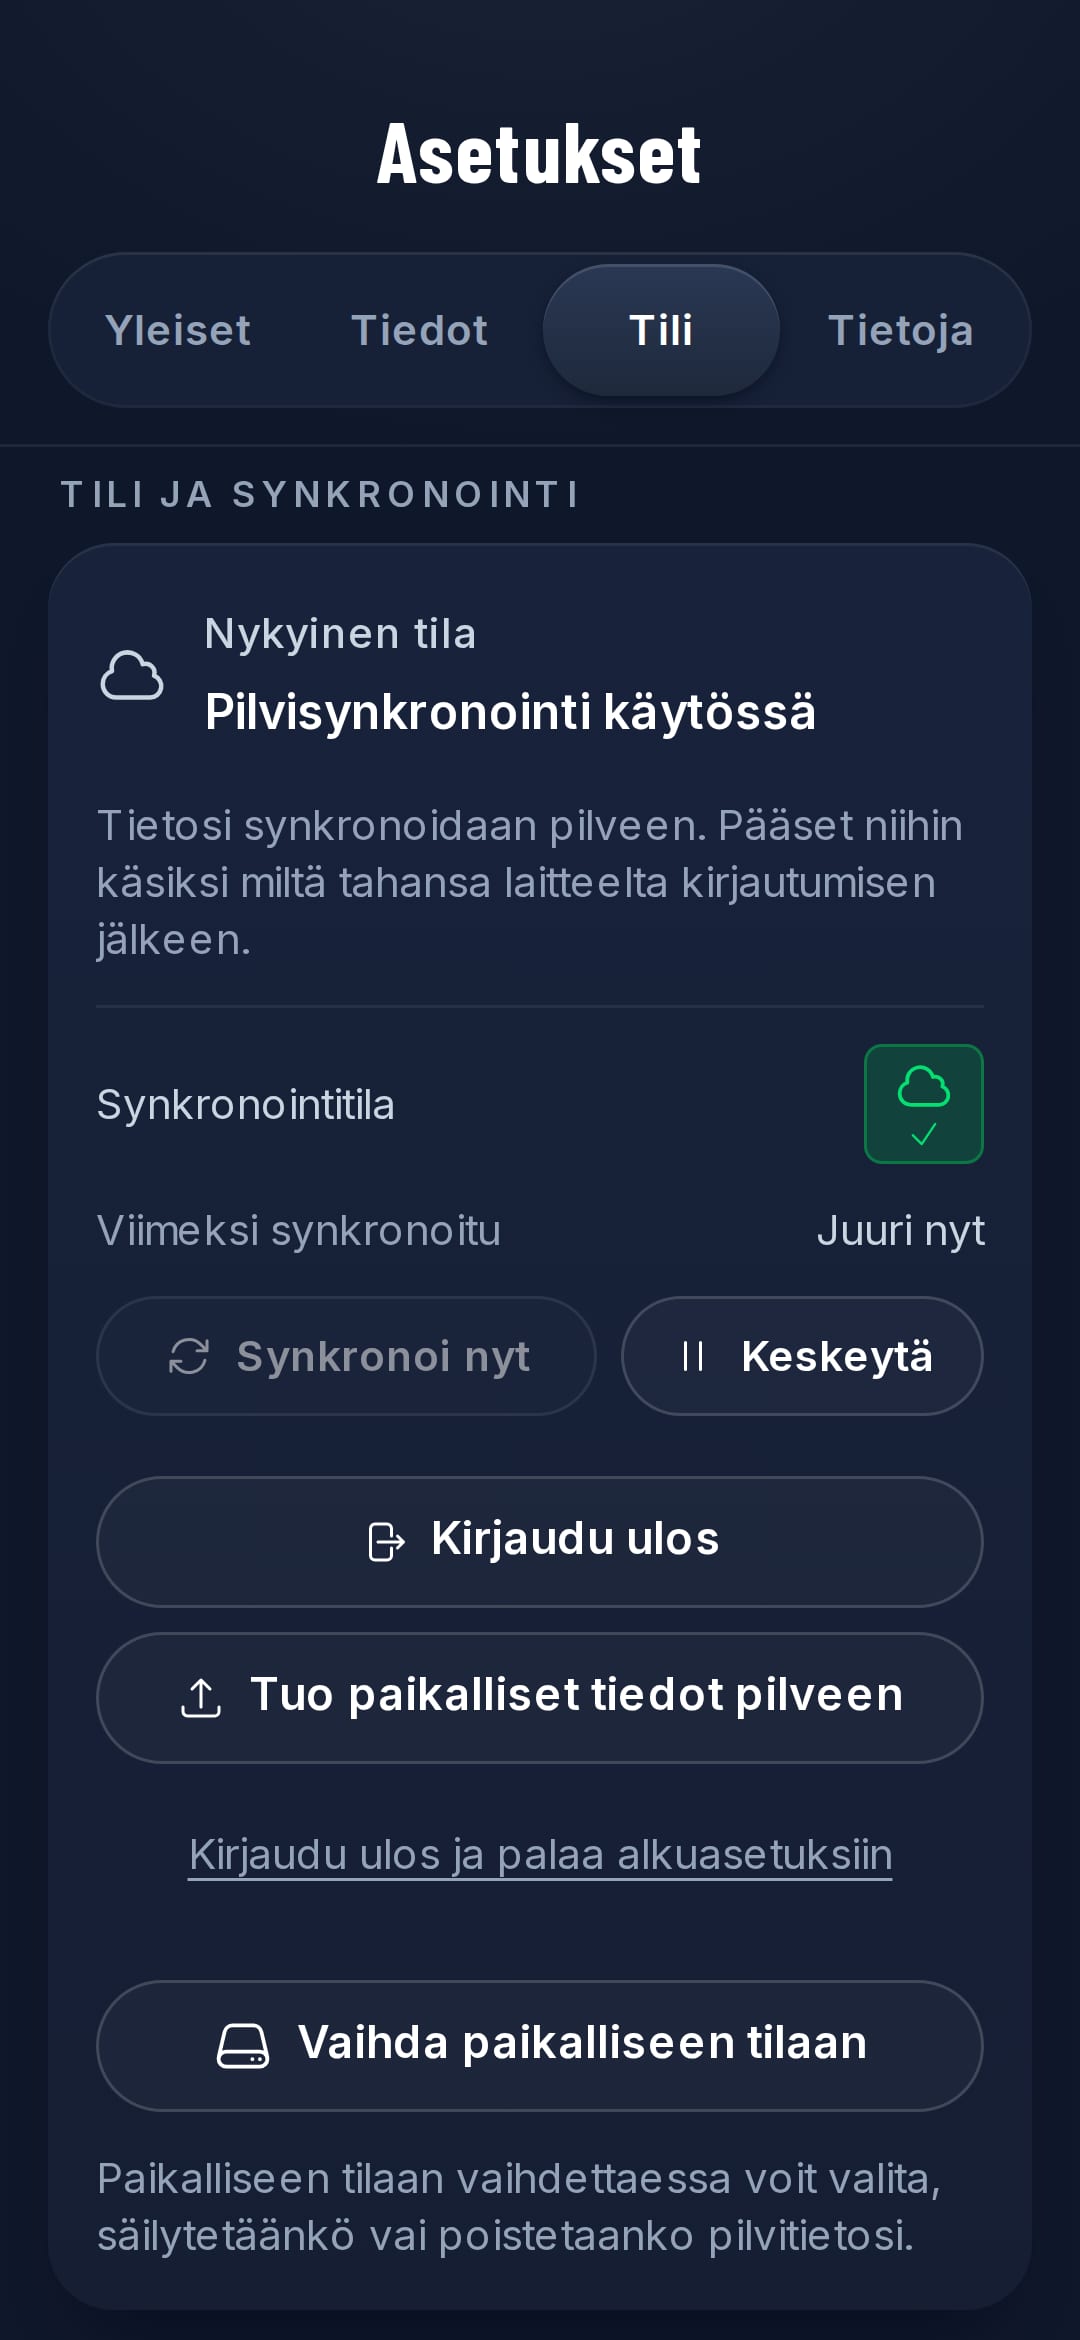 Asetukset
Yleiset
Tiedot
Tili
Tietoja
TILI JA SYNKRONOINTI
Nykyinen tila
Pilvisynkronointi käytössä
Tietosi synkronoidaan pilveen. Pääset niihin
käsiksi miltä tahansa laitteelta kirjautumisen
jälkeen.
Synkronointitila
Viimeksi synkronoitu
Juuri nyt
Synkronoi nyt
Keskeytä
Kirjaudu ulos
Tuo paikalliset tiedot pilveen
Kirjaudu ulos ja palaa alkuasetuksiin
Vaihda paikalliseen tilaan
Paikalliseen tilaan vaihdettaessa voit valita,
säilytetäänkö vai poistetaanko pilvitietosi.